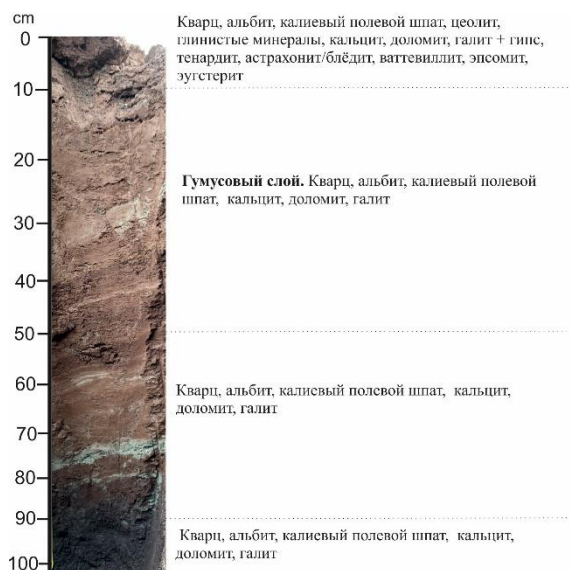 cm
0
Кварц, альбит, калиевый полевой шпат, цеолит,
глинистые минералы, кальцит, доломит, галит + гипс,
тенардит, астрахонит/блёдит, ваттевиллит, эпсомит,
эугстерит
10
20
Гумусовый слой. Кварц, альбит, калиевый полевой
шпат, кальцит, доломит, галит
30
40
50
60
Кварц, альбит, калиевый полевой шпат, кальцит,
доломит, галит
70
80
90
Кварц, альбит, калиевый полевой шпат, кальцит,
доломит, галит
100